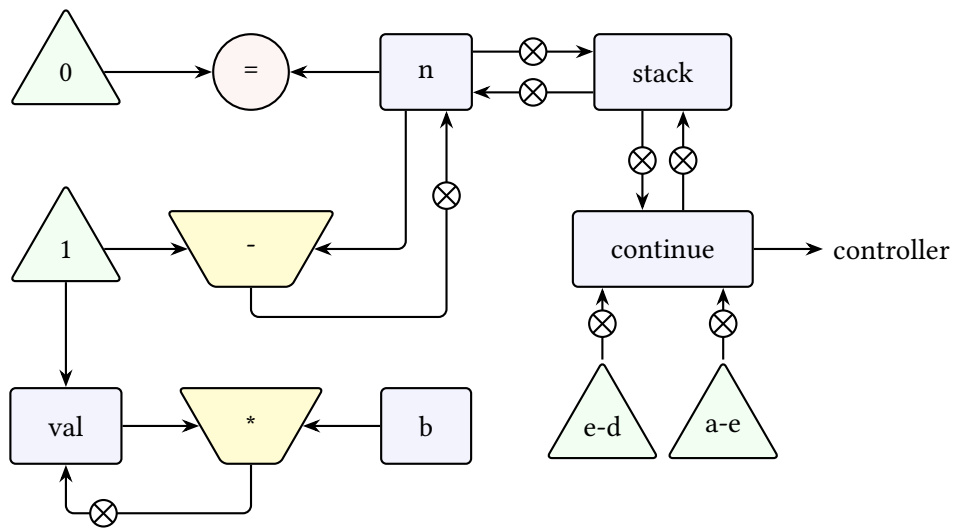 0
=
n
stack
1
-
continue
controller
val
*
b
e-d
a-e